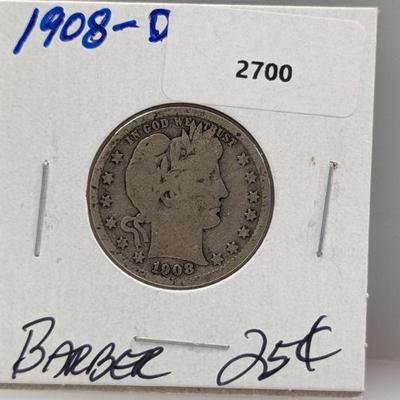 1908-D
2700
IN GOD WE TRUST
1908
BARBER 25¢